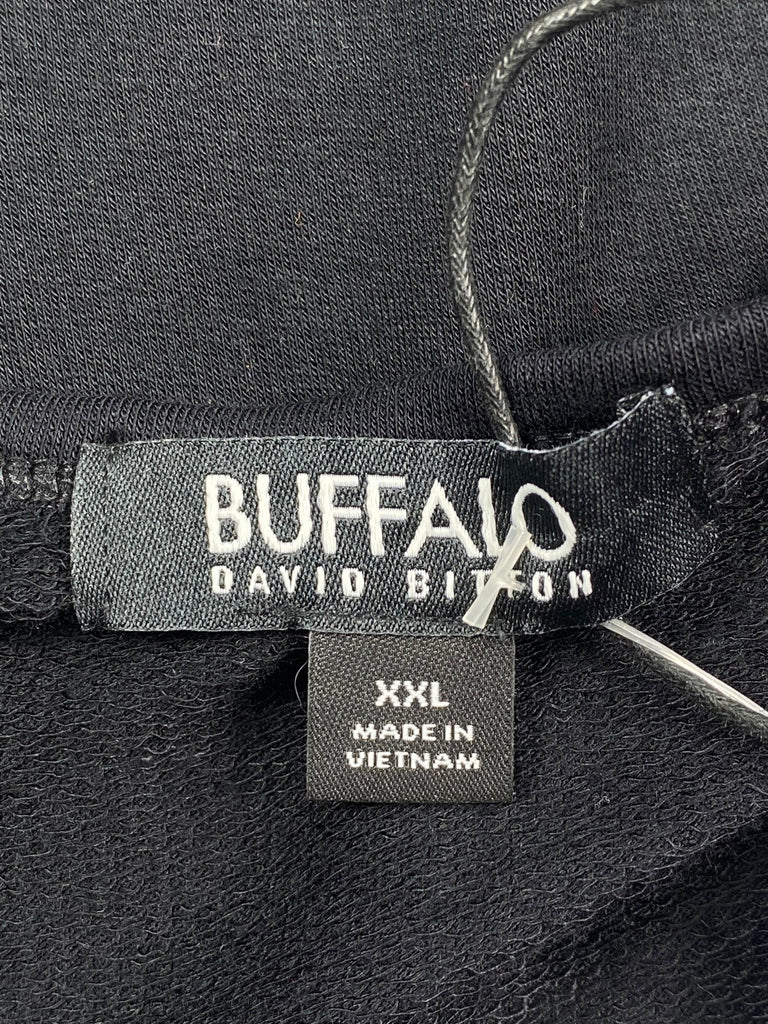 BUFFALO
DAVID BITTON
XXL
MADE IN
VIETNAM